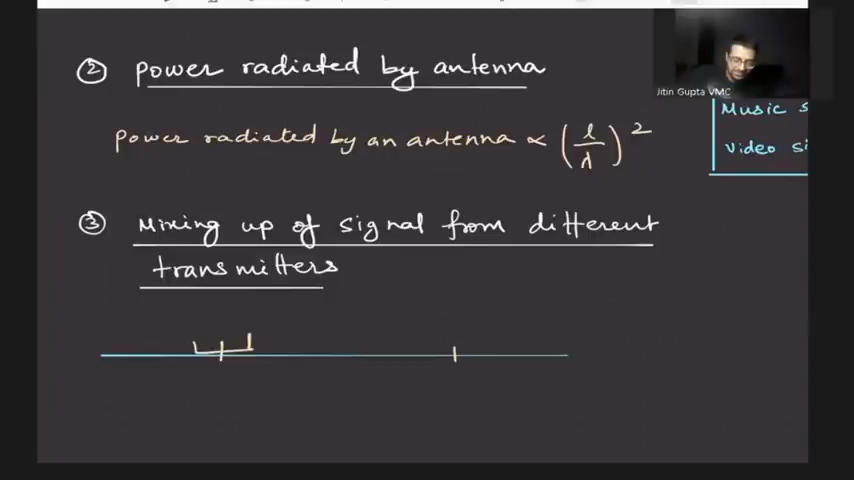 ② Power radiated by antenna
Jitin Gupta VMC
Power radiated by an antenna ∝ (l/λ)²
Music s
Video si
③ Mixing up of signal from different
transmitters